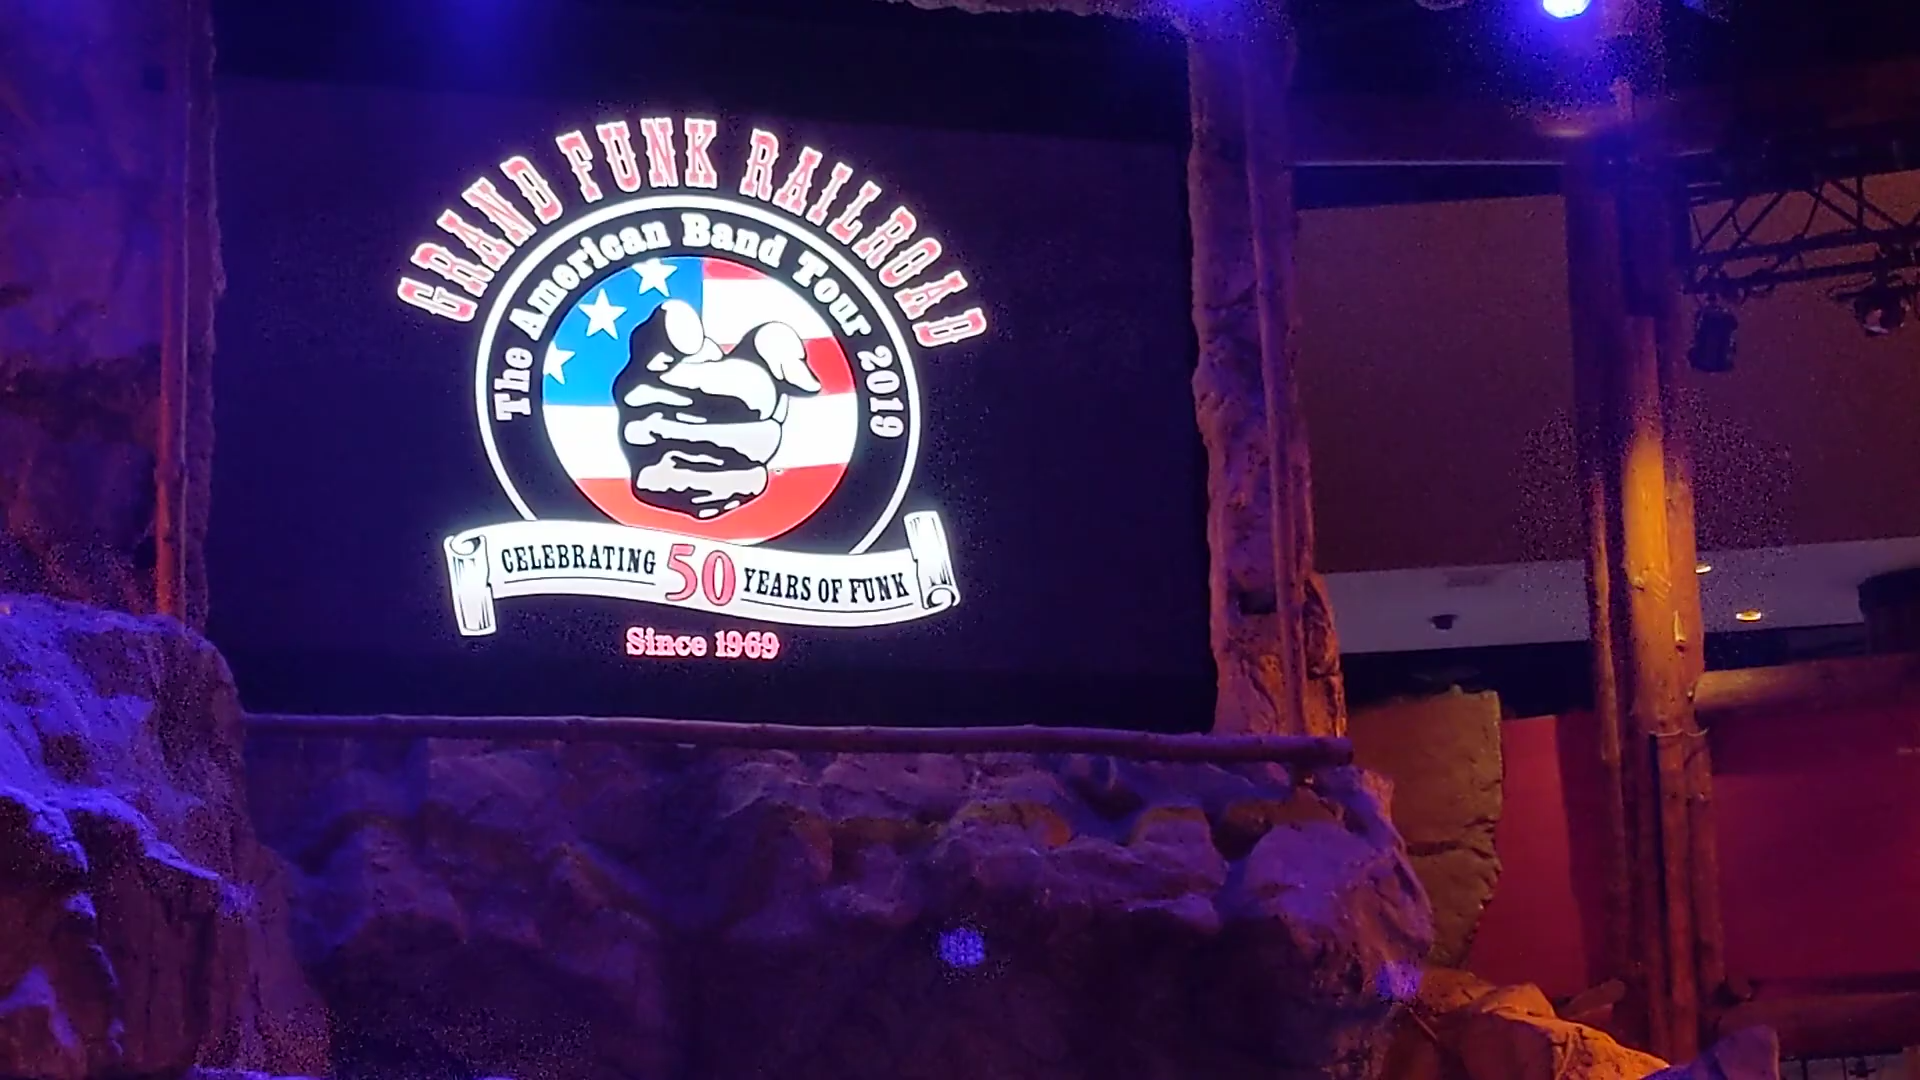 GRAND FUNK RAILROAD
The American Band Tour 2019
CELEBRATING 50 YEARS OF FUNK
Since 1969